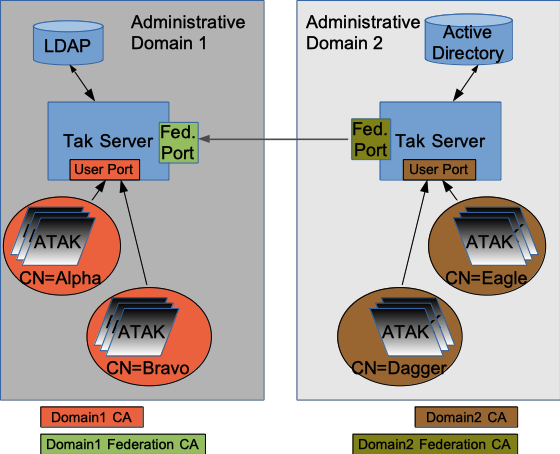 Administrative
Domain 1
LDAP
Tak Server
Fed.
Port
User Port
ATAK
CN=Alpha
ATAK
CN=Bravo
Administrative
Domain 2
Active
Directory
Fed.
Port
Tak Server
User Port
ATAK
CN=Eagle
ATAK
CN=Dagger
Domain1 CA
Domain1 Federation CA
Domain2 CA
Domain2 Federation CA